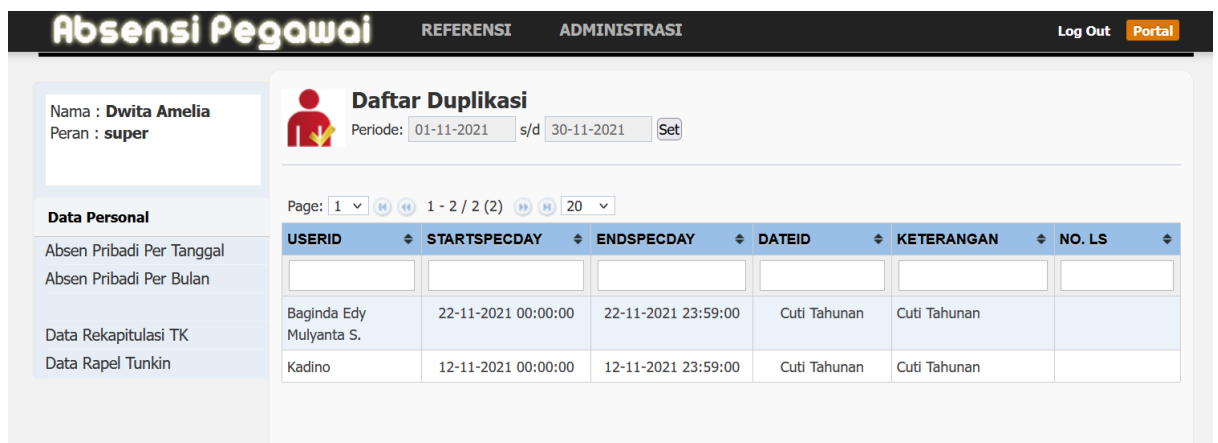 Absensi Pegawai REFERENSI ADMINISTRASI Log Out Portal
Nama : Dwita Amelia
Peran : super
Data Personal
Absen Pribadi Per Tanggal
Absen Pribadi Per Bulan
Data Rekapitulasi TK
Data Rapel Tunkin
Daftar Duplikasi
Periode: 01-11-2021 s/d 30-11-2021 Set
Page: 1 1 - 2 / 2 (2) 20
USERID STARTSPECDAY ENDSPECDAY DATEID KETERANGAN NO. LS
Baginda Edy Mulyanta S. 22-11-2021 00:00:00 22-11-2021 23:59:00 Cuti Tahunan Cuti Tahunan
Kadino 12-11-2021 00:00:00 12-11-2021 23:59:00 Cuti Tahunan Cuti Tahunan